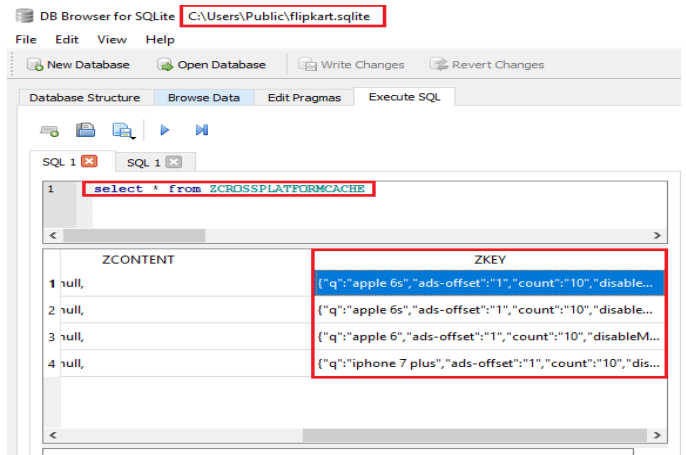 DB Browser for SQLite C:\Users\Public\flipkart.sqlite
File Edit View Help
New Database Open Database Write Changes Revert Changes
Database Structure Browse Data Edit Pragmas Execute SQL
SQL 1 SQL 1
1 select * from ZCROSSPLATFORMCACHE
ZCONTENT ZKEY
1 null, {"q":"apple 6s","ads-offset":"1","count":"10","disable...
2 null, {"q":"apple 6s","ads-offset":"1","count":"10","disable...
3 null, {"q":"apple 6","ads-offset":"1","count":"10","disableM...
4 null, {"q":"iphone 7 plus","ads-offset":"1","count":"10","dis...